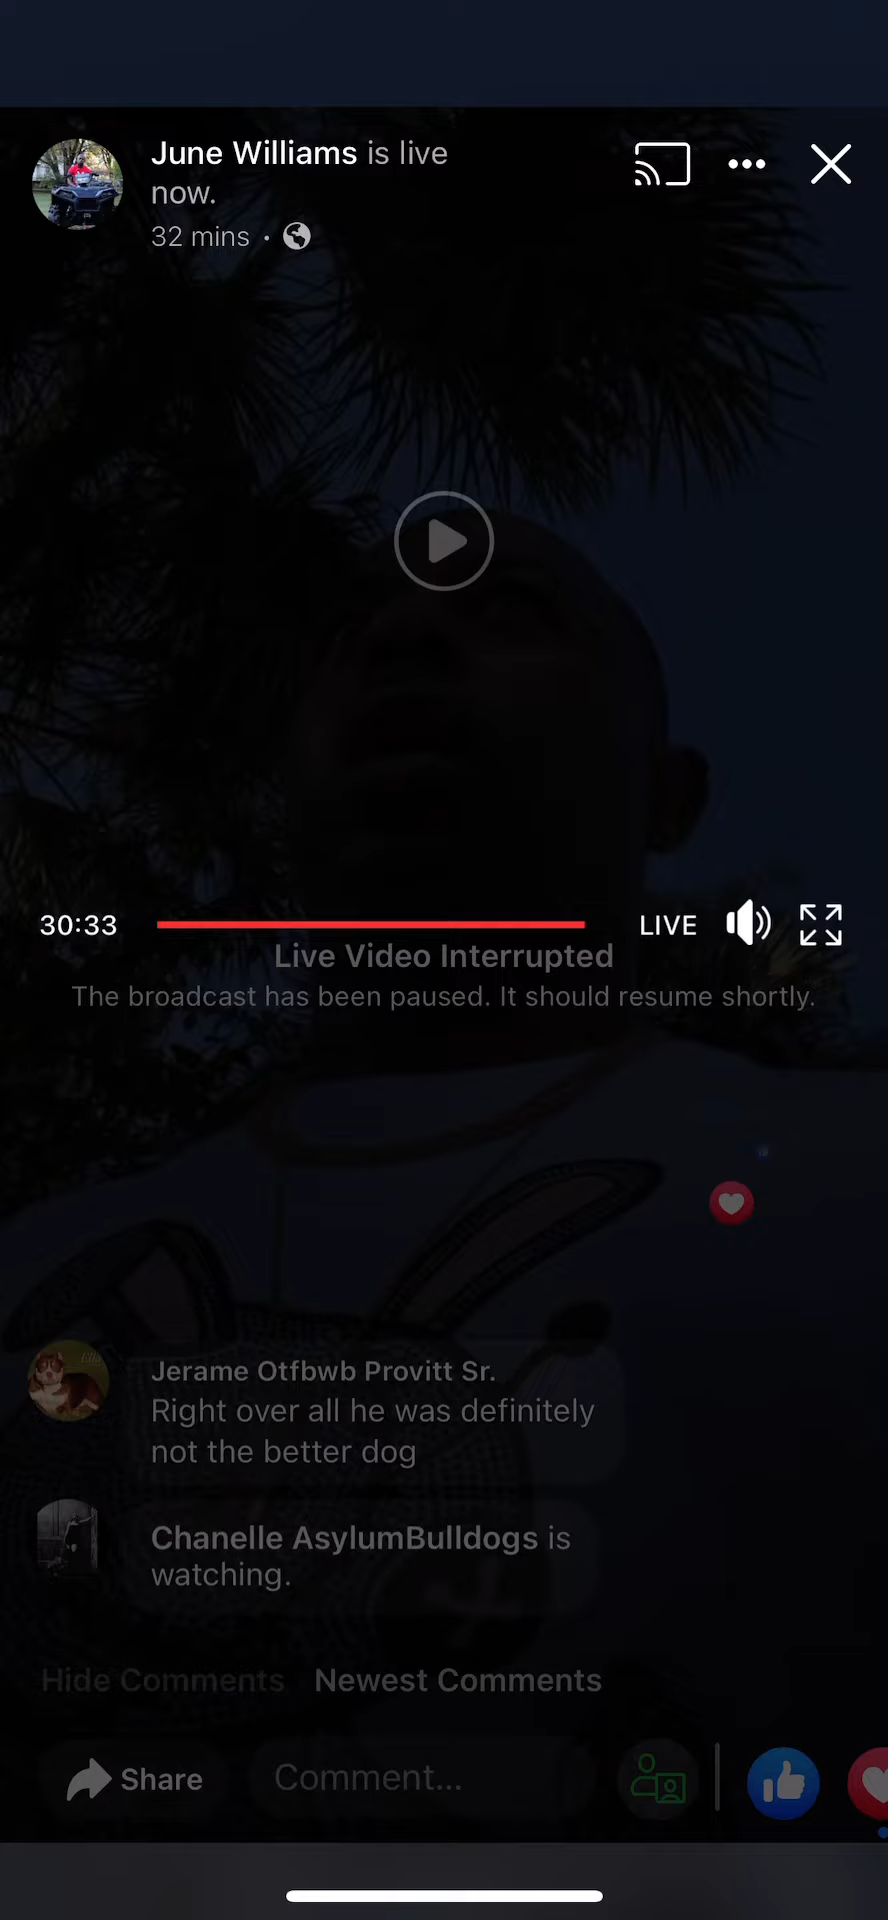 June Williams is live
now.
32 mins ·
30:33
LIVE
Live Video Interrupted
The broadcast has been paused. It should resume shortly.
Jerame Otfbwb Provitt Sr.
Right over all he was definitely
not the better dog
Chanelle AsylumBulldogs is
watching.
Hide Comments Newest Comments
Share Comment...